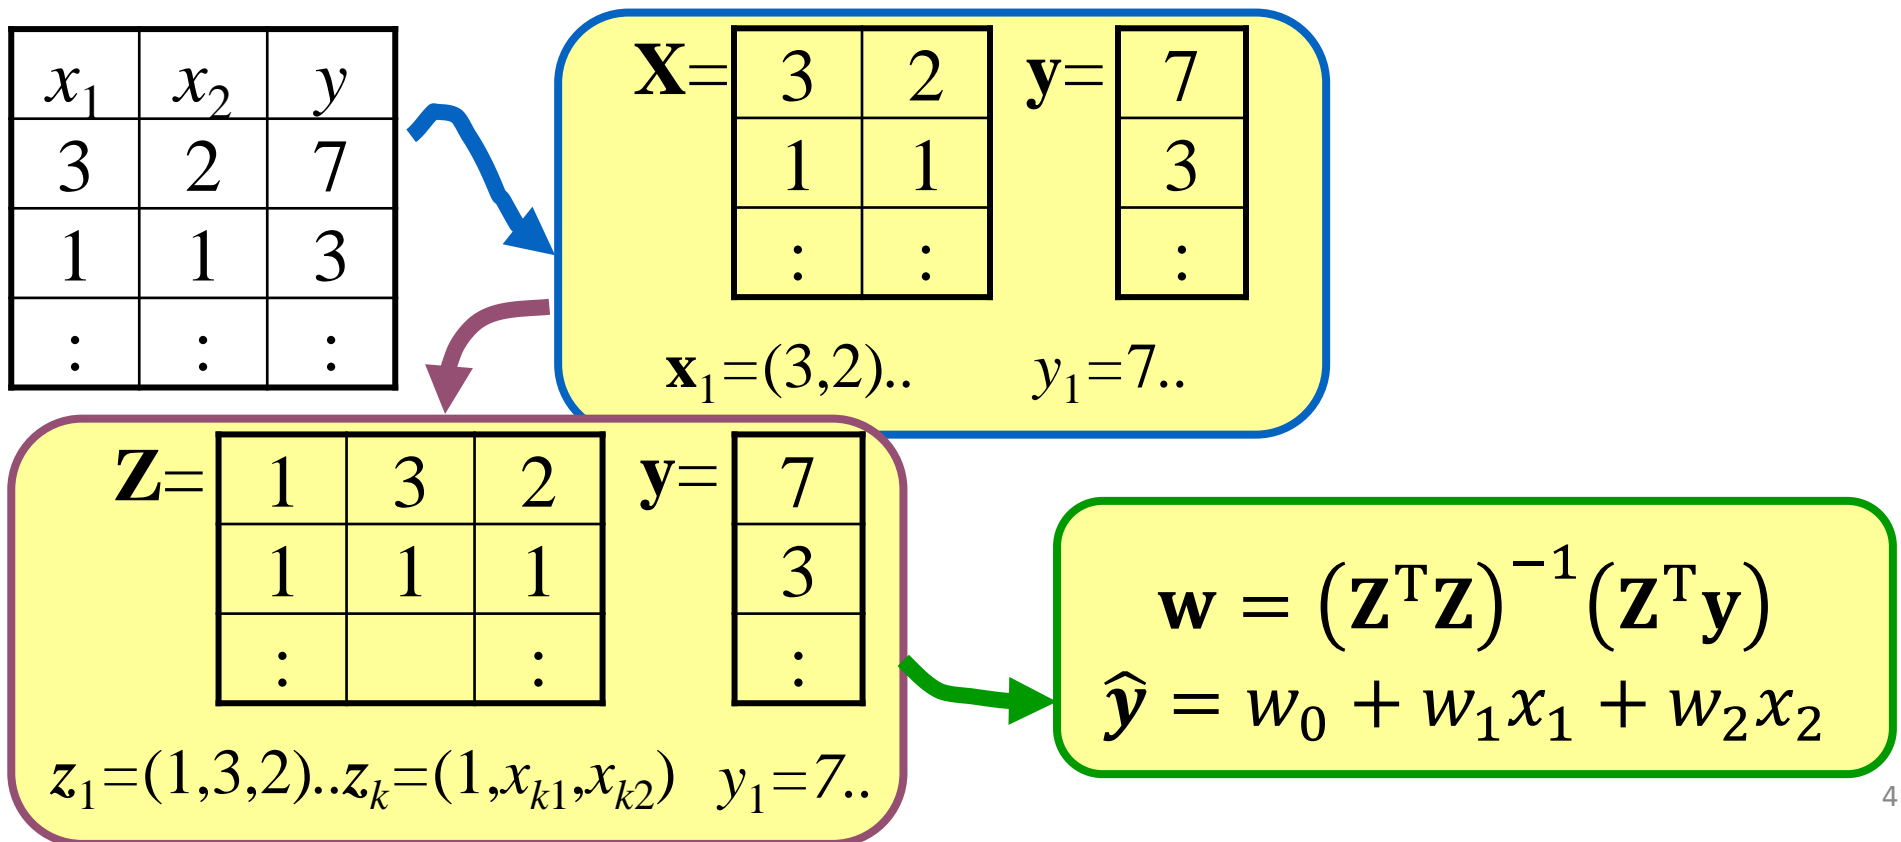 x₁ x₂ y
3 2 7
1 1 3
: : :
X= 3 2 y= 7
1 1 3
: : :
x₁=(3,2).. y₁=7..
Z= 1 3 2 y= 7
1 1 1 3
: : :
z₁=(1,3,2)..zₖ=(1,xₖ₁,xₖ₂) y₁=7..
w = (ZᵀZ)⁻¹(Zᵀy)
ŷ = w₀ + w₁x₁ + w₂x₂
4